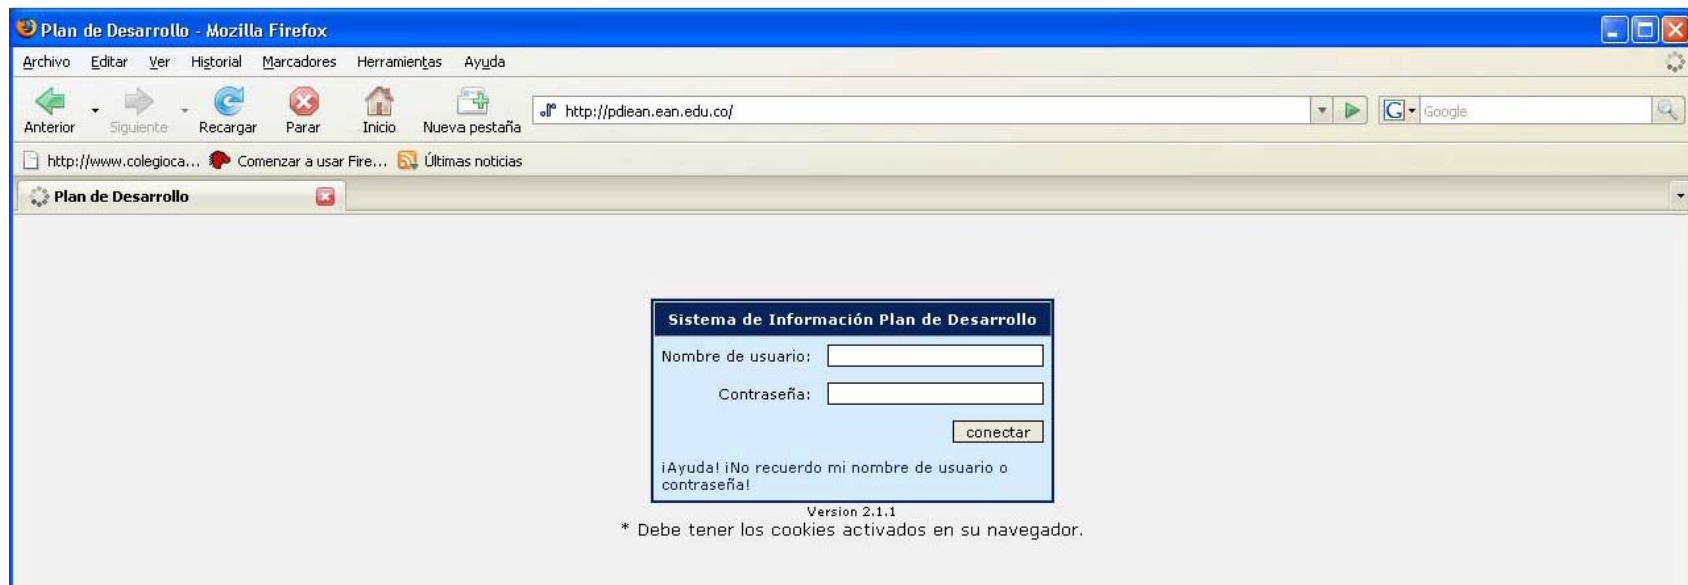 Plan de Desarrollo - Mozilla Firefox
Archivo Editar Ver Historial Marcadores Herramientas Ayuda
Anterior Siguiente Recargar Parar Inicio Nueva pestaña http://pdiean.ean.edu.co/ G Google
http://www.colegioca... Comenzar a usar Fire... Últimas noticias
Plan de Desarrollo
Sistema de Información Plan de Desarrollo
Nombre de usuario:
Contraseña:
conectar
¡Ayuda! ¡No recuerdo mi nombre de usuario o
contraseña!
Version 2.1.1
* Debe tener los cookies activados en su navegador.